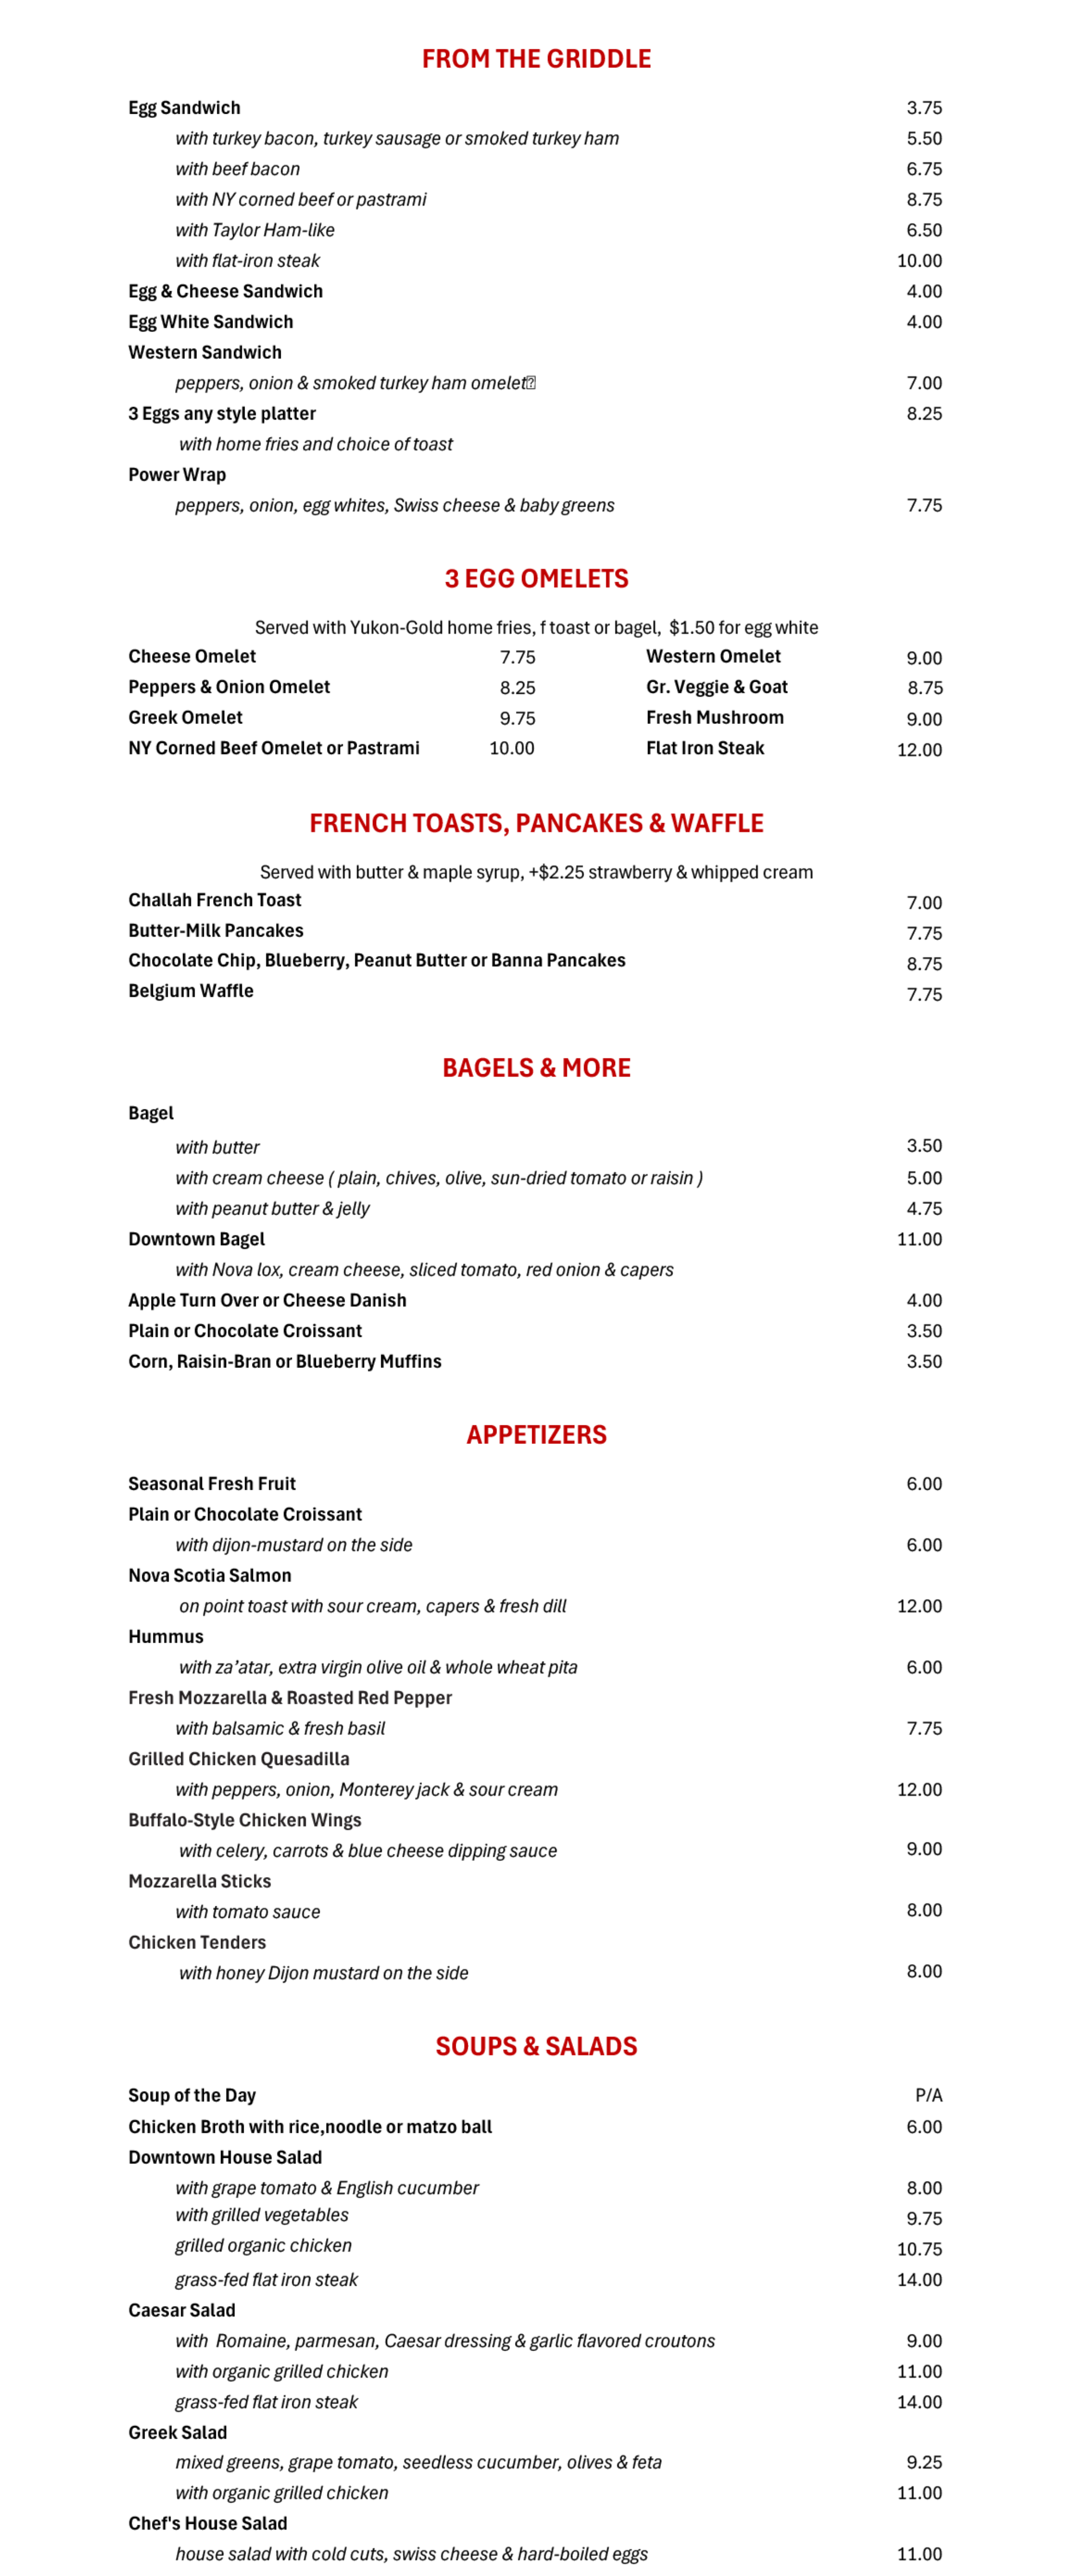 FROM THE GRIDDLE
Egg Sandwich 3.75
with turkey bacon, turkey sausage or smoked turkey ham 5.50
with beef bacon 6.75
with NY corned beef or pastrami 8.75
with Taylor Ham-like 6.50
with flat-iron steak 10.00
Egg & Cheese Sandwich 4.00
Egg White Sandwich 4.00
Western Sandwich
peppers, onion & smoked turkey ham omelet 7.00
3 Eggs any style platter 8.25
with home fries and choice of toast
Power Wrap
peppers, onion, egg whites, Swiss cheese & baby greens 7.75
3 EGG OMELETS
Served with Yukon-Gold home fries, f toast or bagel, $1.50 for egg white
Cheese Omelet 7.75 Western Omelet 9.00
Peppers & Onion Omelet 8.25 Gr. Veggie & Goat 8.75
Greek Omelet 9.75 Fresh Mushroom 9.00
NY Corned Beef Omelet or Pastrami 10.00 Flat Iron Steak 12.00
FRENCH TOASTS, PANCAKES & WAFFLE
Served with butter & maple syrup, +$2.25 strawberry & whipped cream
Challah French Toast 7.00
Butter-Milk Pancakes 7.75
Chocolate Chip, Blueberry, Peanut Butter or Banna Pancakes 8.75
Belgium Waffle 7.75
BAGELS & MORE
Bagel
with butter 3.50
with cream cheese ( plain, chives, olive, sun-dried tomato or raisin ) 5.00
with peanut butter & jelly 4.75
Downtown Bagel 11.00
with Nova lox, cream cheese, sliced tomato, red onion & capers
Apple Turn Over or Cheese Danish 4.00
Plain or Chocolate Croissant 3.50
Corn, Raisin-Bran or Blueberry Muffins 3.50
APPETIZERS
Seasonal Fresh Fruit 6.00
Plain or Chocolate Croissant
with dijon-mustard on the side 6.00
Nova Scotia Salmon
on point toast with sour cream, capers & fresh dill 12.00
Hummus
with za’atar, extra virgin olive oil & whole wheat pita 6.00
Fresh Mozzarella & Roasted Red Pepper
with balsamic & fresh basil 7.75
Grilled Chicken Quesadilla
with peppers, onion, Monterey jack & sour cream 12.00
Buffalo-Style Chicken Wings
with celery, carrots & blue cheese dipping sauce 9.00
Mozzarella Sticks
with tomato sauce 8.00
Chicken Tenders
with honey Dijon mustard on the side 8.00
SOUPS & SALADS
Soup of the Day P/A
Chicken Broth with rice,noodle or matzo ball 6.00
Downtown House Salad
with grape tomato & English cucumber 8.00
with grilled vegetables 9.75
grilled organic chicken 10.75
grass-fed flat iron steak 14.00
Caesar Salad
with Romaine, parmesan, Caesar dressing & garlic flavored croutons 9.00
with organic grilled chicken 11.00
grass-fed flat iron steak 14.00
Greek Salad
mixed greens, grape tomato, seedless cucumber, olives & feta 9.25
with organic grilled chicken 11.00
Chef's House Salad
house salad with cold cuts, swiss cheese & hard-boiled eggs 11.00